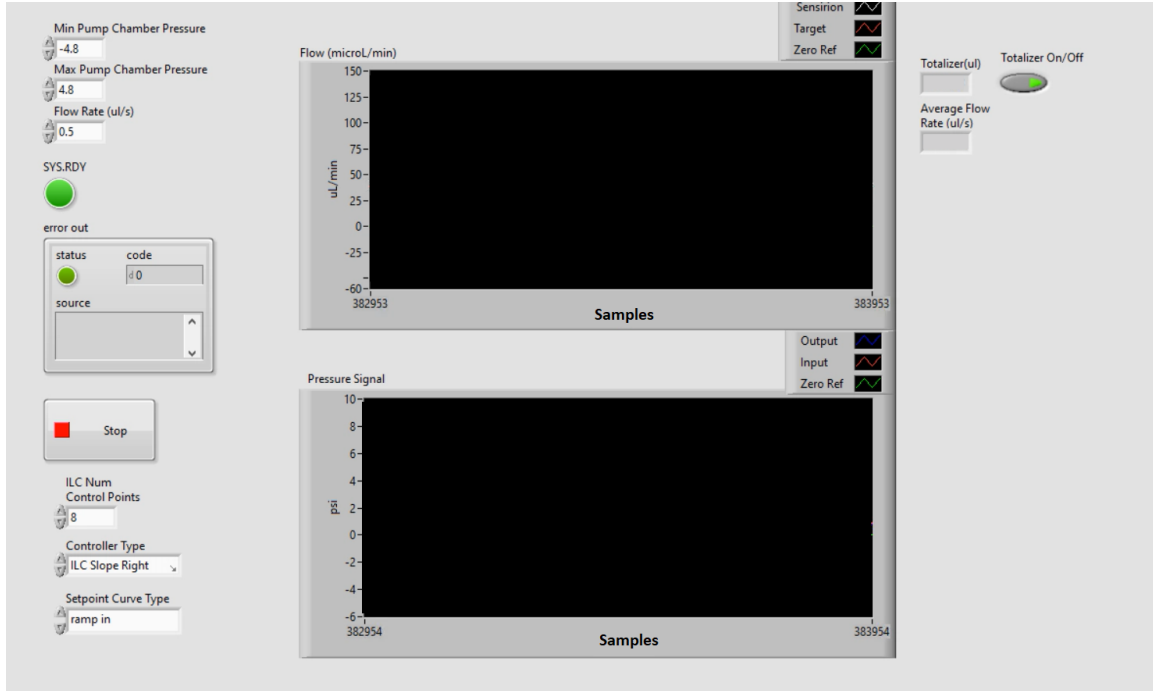 Min Pump Chamber Pressure
-4.8
Max Pump Chamber Pressure
4.8
Flow Rate (ul/s)
0.5
SYS.RDY
error out
status
code
d 0
source
Stop
ILC Num
Control Points
8
Controller Type
ILC Slope Right
Setpoint Curve Type
ramp in
Sensirion
Target
Zero Ref
Flow (microL/min)
150
125
100
75
50
25
0
-25
-60
uL/min
382953
383953
Samples
Output
Input
Zero Ref
Pressure Signal
10
8
6
4
2
0
-2
-4
-6
psi
382954
383954
Samples
Totalizer(ul)
Totalizer On/Off
Average Flow
Rate (ul/s)